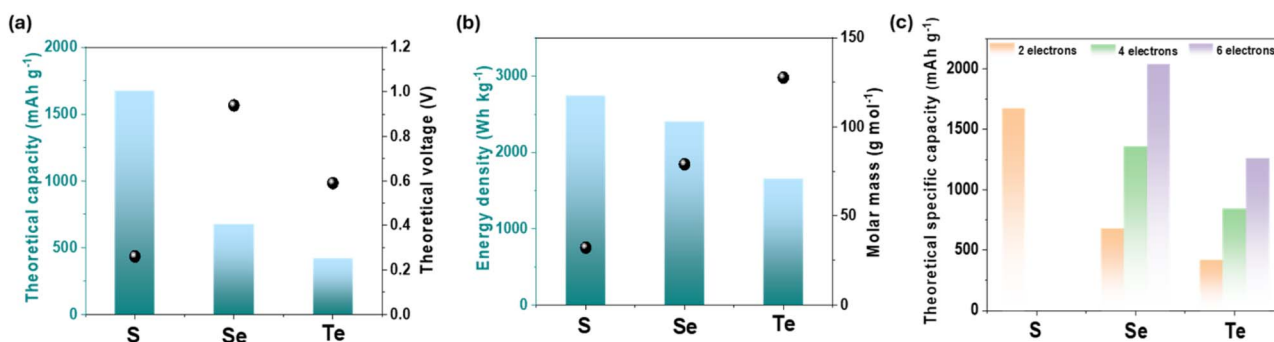 (a)
Theoretical capacity (mAh g⁻¹)
2000
1500
1000
500
0
S
Se
Te
1.2
1.0
0.8
0.6
0.4
0.2
0.0
Theoretical voltage (V)
(b)
Energy density (Wh kg⁻¹)
3000
2000
1000
0
S
Se
Te
150
100
50
0
Molar mass (g mol⁻¹)
(c)
Theoretical specific capacity (mAh g⁻¹)
2 electrons
4 electrons
6 electrons
2000
1500
1000
500
0
S
Se
Te